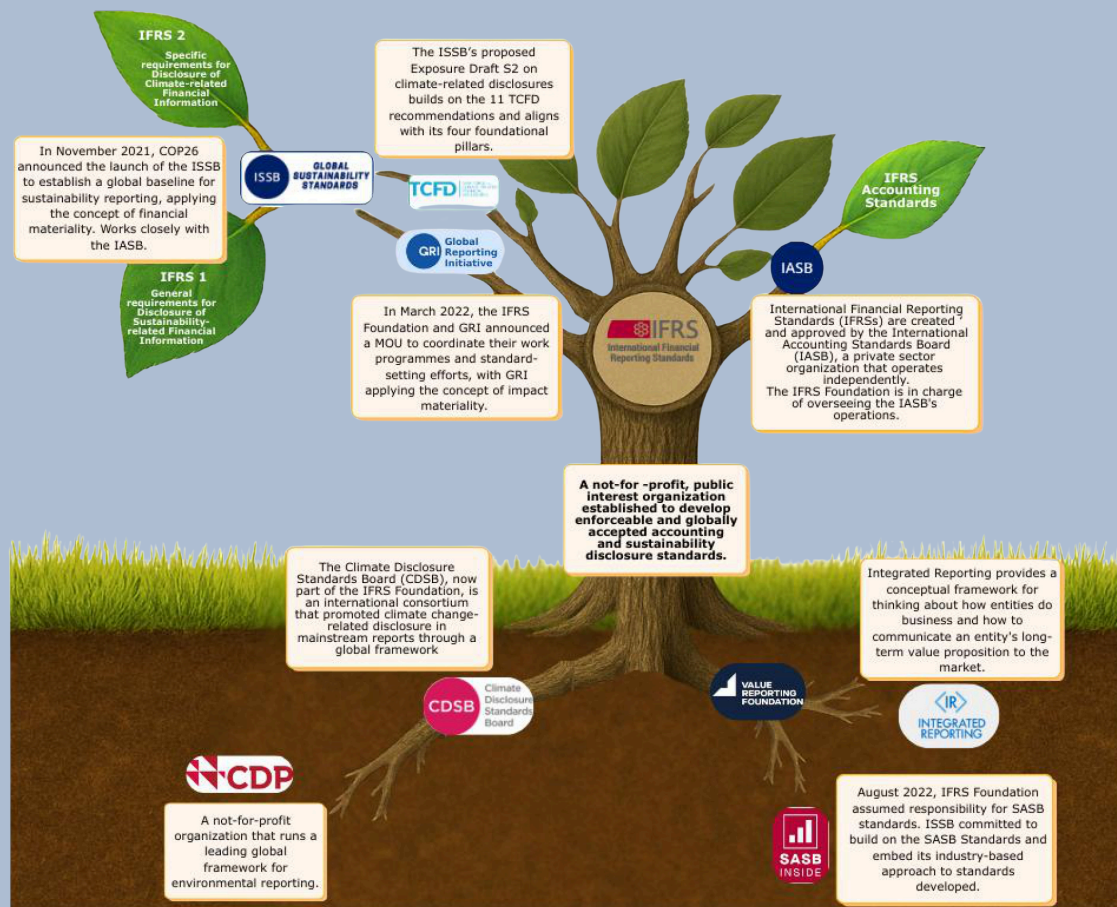 IFRS 2
Specific
requirements for
Disclosure of
Climate-related
Financial
Information
The ISSB's proposed
Exposure Draft S2 on
climate-related disclosures
builds on the 11 TCFD
recommendations and aligns
with its four foundational
pillars.
In November 2021, COP26
announced the launch of the ISSB
to establish a global baseline for
sustainability reporting, applying
the concept of financial
materiality. Works closely with
the IASB.
ISSB
GLOBAL
SUSTAINABILITY
STANDARDS
TCFD
GRI
Global
Reporting
Initiative
IFRS
Accounting
Standards
IASB
IFRS 1
General
requirements for
Disclosure of
Sustainability-
related Financial
Information
In March 2022, the IFRS
Foundation and GRI announced
a MOU to coordinate their work
programmes and standard-
setting efforts, with GRI
applying the concept of impact
materiality.
IFRS
International Financial
Reporting Standards
International Financial Reporting
Standards (IFRSs) are created
and approved by the International
Accounting Standards Board
(IASB), a private sector
organization that operates
independently.
The IFRS Foundation is in charge
of overseeing the IASB's
operations.
A not-for -profit, public
interest organization
established to develop
enforceable and globally
accepted accounting
and sustainability
disclosure standards.
The Climate Disclosure
Standards Board (CDSB), now
part of the IFRS Foundation, is
an international consortium
that promoted climate change-
related disclosure in
mainstream reports through a
global framework
Integrated Reporting provides a
conceptual framework for
thinking about how entities do
business and how to
communicate an entity's long-
term value proposition to the
market.
CDSB
Climate
Disclosure
Standards
Board
VALUE
REPORTING
FOUNDATION
IR
INTEGRATED
REPORTING
CDP
A not-for-profit
organization that runs a
leading global
framework for
environmental reporting.
SASB
INSIDE
August 2022, IFRS Foundation
assumed responsibility for SASB
standards. ISSB committed to
build on the SASB Standards and
embed its industry-based
approach to standards
developed.